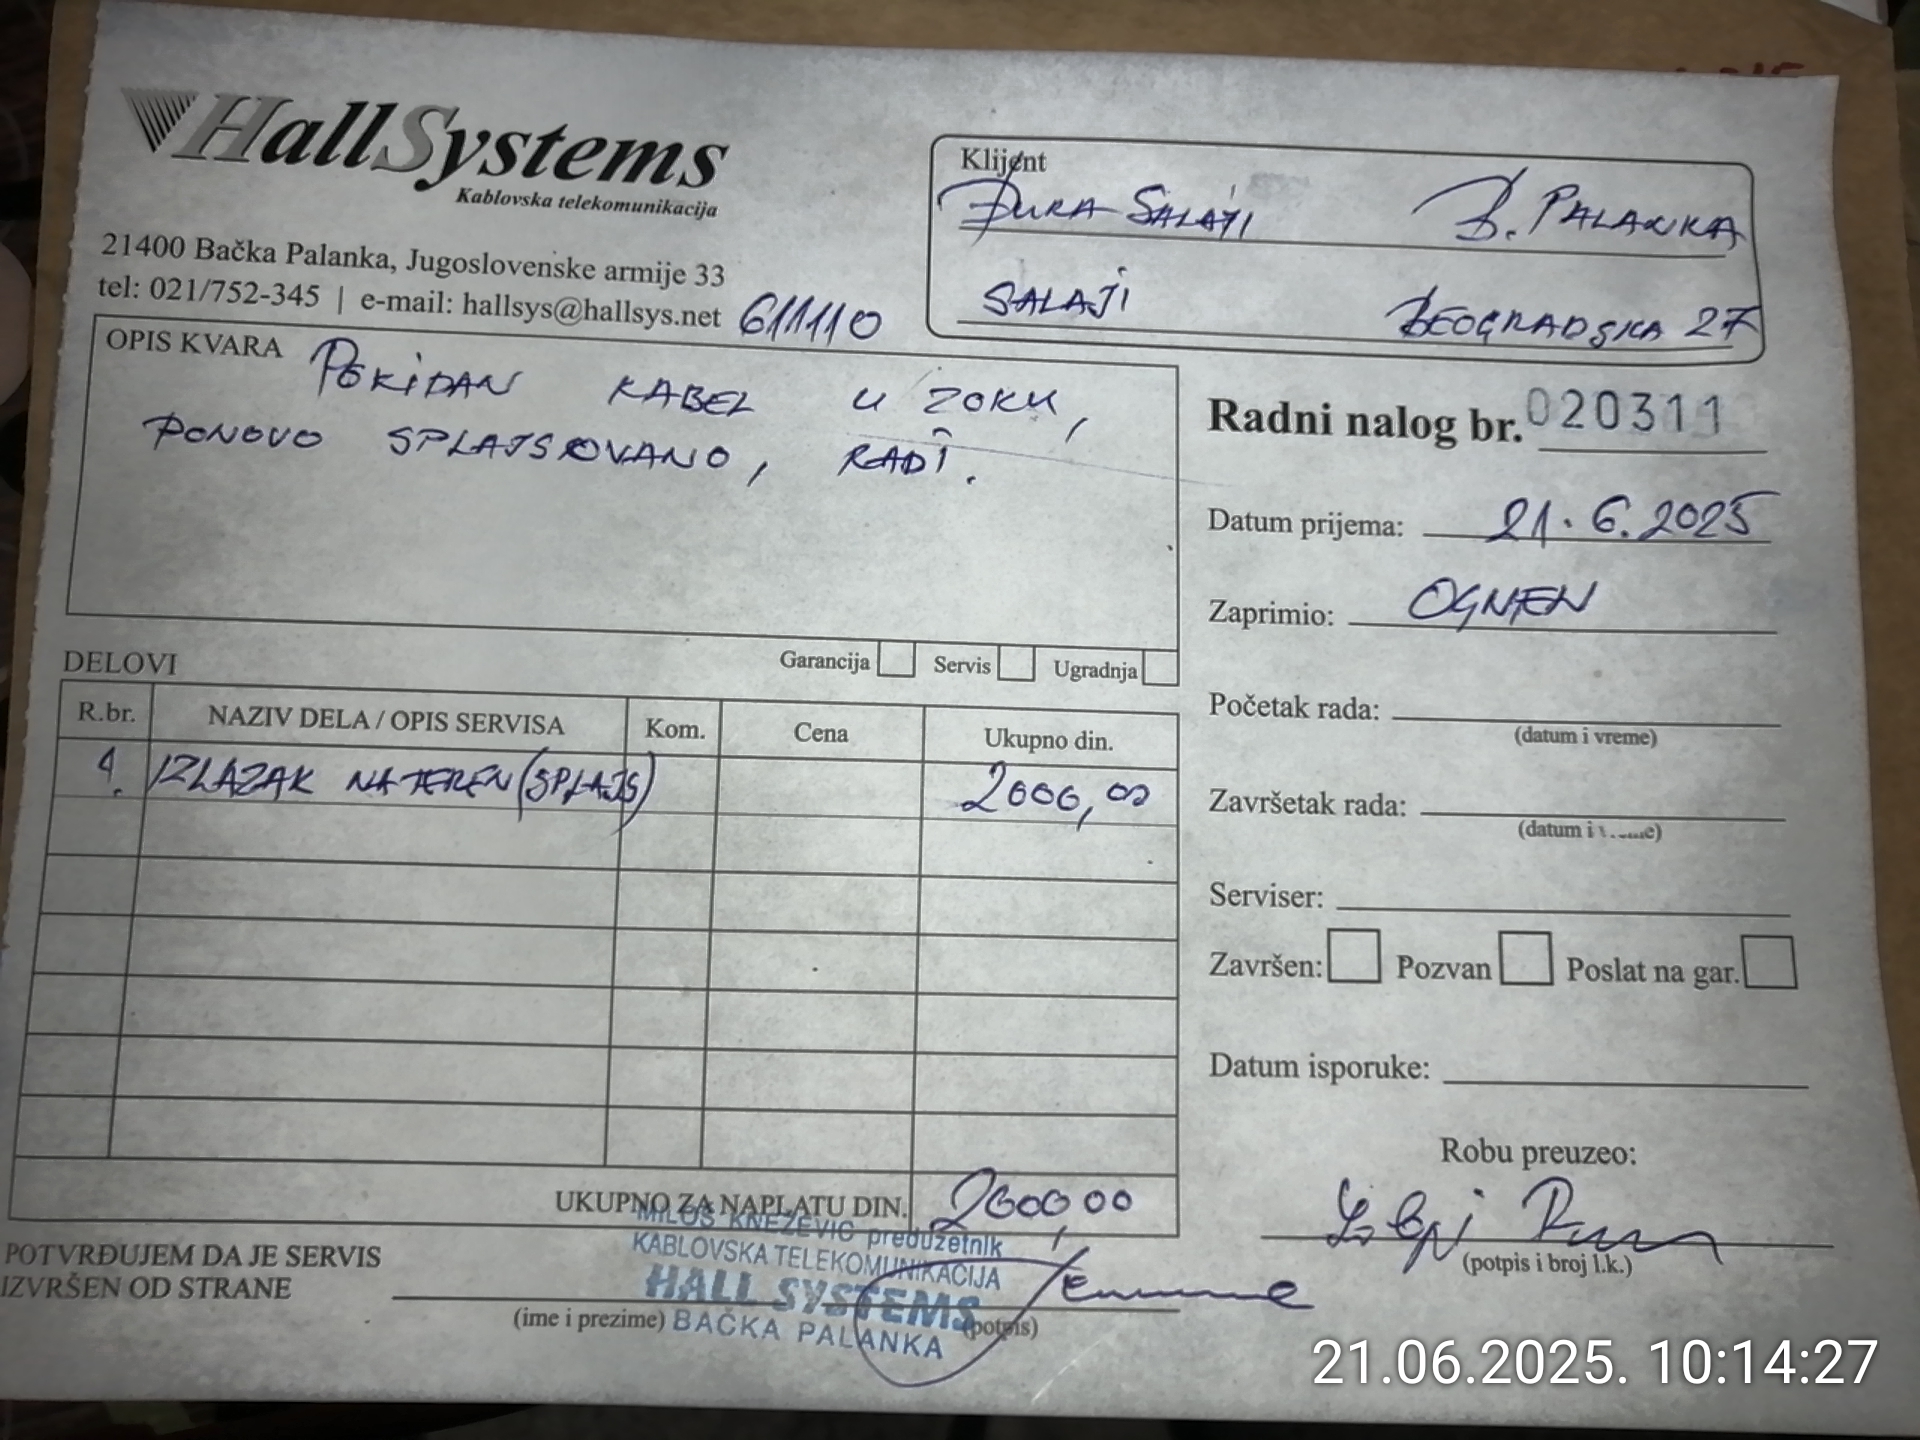 HallSystems
Kablovska telekomunikacija
21400 Bačka Palanka, Jugoslovenske armije 33
tel: 021/752-345 | e-mail: hallsys@hallsys.net 611110
Klijent
ĐURA SALAJI B. PALANKA
SALAJI BEOGRADSKA 27
OPIS KVARA POKIDAN KABEL U ZOKU,
PONOVO SPLAJSOVANO, RADI.
Garancija Servis Ugradnja
Radni nalog br. 020311
Datum prijema: 21.6.2025
Zaprimio: OGNJEN
Početak rada:
(datum i vreme)
Završetak rada:
(datum i vreme)
Serviser:
Završen: Pozvan Poslat na gar.
Datum isporuke:
Robu preuzeo:
(potpis i broj l.k.)
DELOVI
R.br. NAZIV DELA / OPIS SERVISA Kom. Cena Ukupno din.
1. IZLAZAK NA TEREN (SPLAJS) 2000,00
UKUPNO ZA NAPLATU DIN. 2000,00
MILOŠ KNEŽEVIĆ preduzetnik
KABLOVSKA TELEKOMUNIKACIJA
HALL SYSTEMS
BAČKA PALANKA
POTVRĐUJEM DA JE SERVIS
IZVRŠEN OD STRANE
(ime i prezime) (potpis)
21.06.2025. 10:14:27